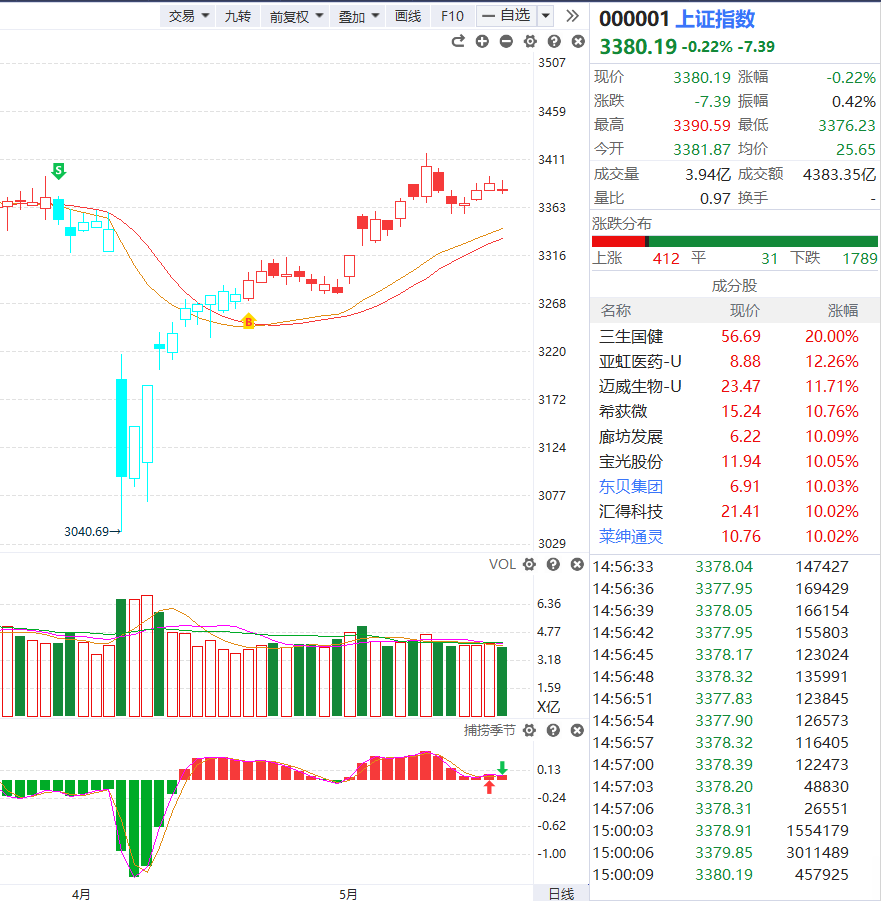 交易 九转 前复权 叠加 画线 F10 一 自选
000001 上证指数
3380.19 -0.22% -7.39
现价 3380.19 涨幅 -0.22%
涨跌 -7.39 振幅 0.42%
最高 3390.59 最低 3376.23
今开 3381.87 均价 25.65
成交量 3.94亿 成交额 4383.35亿
量比 0.97 换手 -
涨跌分布
上涨 412 平 31 下跌 1789
成分股
名称 现价 涨幅
三生国健 56.69 20.00%
亚虹医药-U 8.88 12.26%
迈威生物-U 23.47 11.71%
希荻微 15.24 10.76%
廊坊发展 6.22 10.09%
宝光股份 11.94 10.05%
东贝集团 6.91 10.03%
汇得科技 21.41 10.02%
莱绅通灵 10.76 10.02%
14:56:33 3378.04 147427
14:56:36 3377.95 169429
14:56:39 3378.05 166154
14:56:42 3377.95 155803
14:56:45 3378.17 123024
14:56:48 3378.32 135991
14:56:51 3377.83 123845
14:56:54 3377.90 126573
14:56:57 3378.32 116405
14:57:00 3378.39 122473
14:57:03 3378.20 48830
14:57:06 3378.31 26551
15:00:03 3378.91 1554179
15:00:06 3379.85 3011489
15:00:09 3380.19 457925
3507
3459
3411
S
3363
3316
3268
B
3220
3172
3124
3077
3040.69→
3029
VOL
6.36
4.77
3.18
1.59
X亿
捕捞季节
0.13
-0.24
-0.62
-1.00
4月 5月 日线